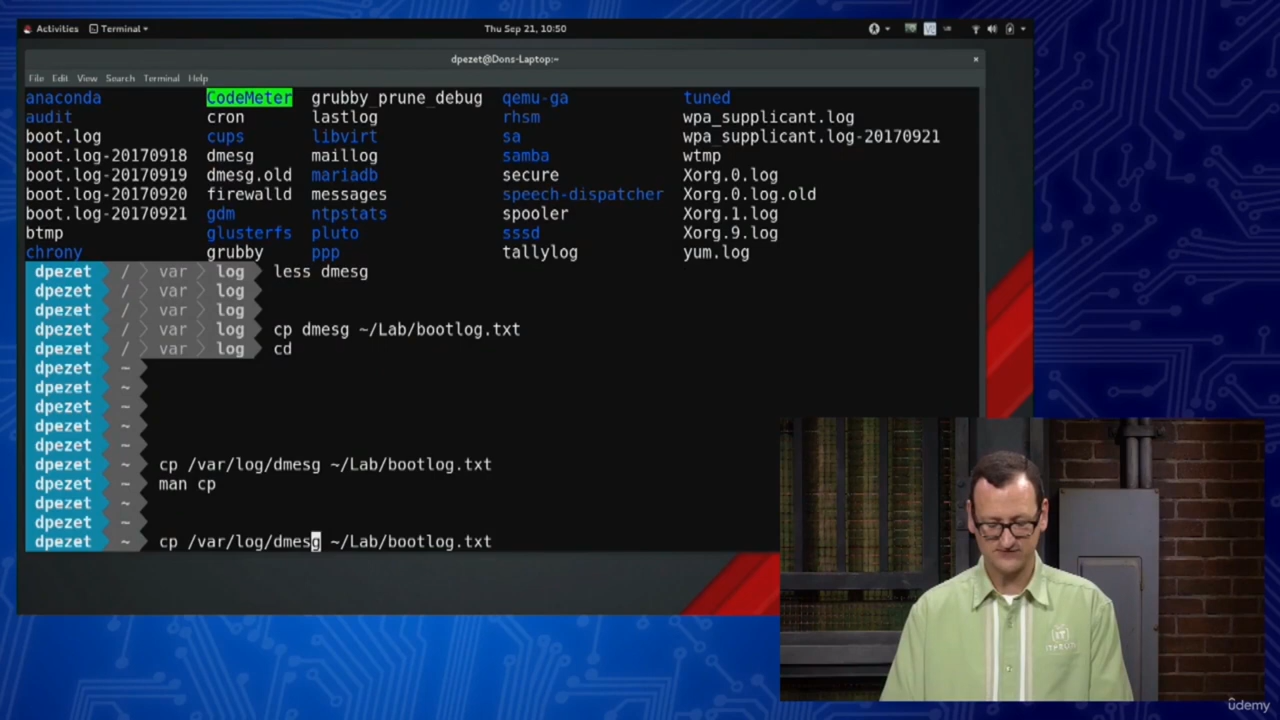 Activities Terminal Thu Sep 21, 10:50
dpezet@Dons-Laptop:~ ×
File Edit View Search Terminal Help
anaconda CodeMeter grubby_prune_debug qemu-ga tuned
audit cron lastlog rhsm wpa_supplicant.log
boot.log cups libvirt sa wpa_supplicant.log-20170921
boot.log-20170918 dmesg maillog samba wtmp
boot.log-20170919 dmesg.old mariadb secure Xorg.0.log
boot.log-20170920 firewalld messages speech-dispatcher Xorg.0.log.old
boot.log-20170921 gdm ntpstats spooler Xorg.1.log
btmp glusterfs pluto sssd Xorg.9.log
chrony grubby ppp tallylog yum.log
dpezet / var log less dmesg
dpezet / var log
dpezet / var log
dpezet / var log cp dmesg ~/Lab/bootlog.txt
dpezet / var log cd
dpezet ~
dpezet ~
dpezet ~
dpezet ~
dpezet ~
dpezet ~ cp /var/log/dmesg ~/Lab/bootlog.txt
dpezet ~ man cp
dpezet ~
dpezet ~
dpezet ~ cp /var/log/dmesg ~/Lab/bootlog.txt
udemy